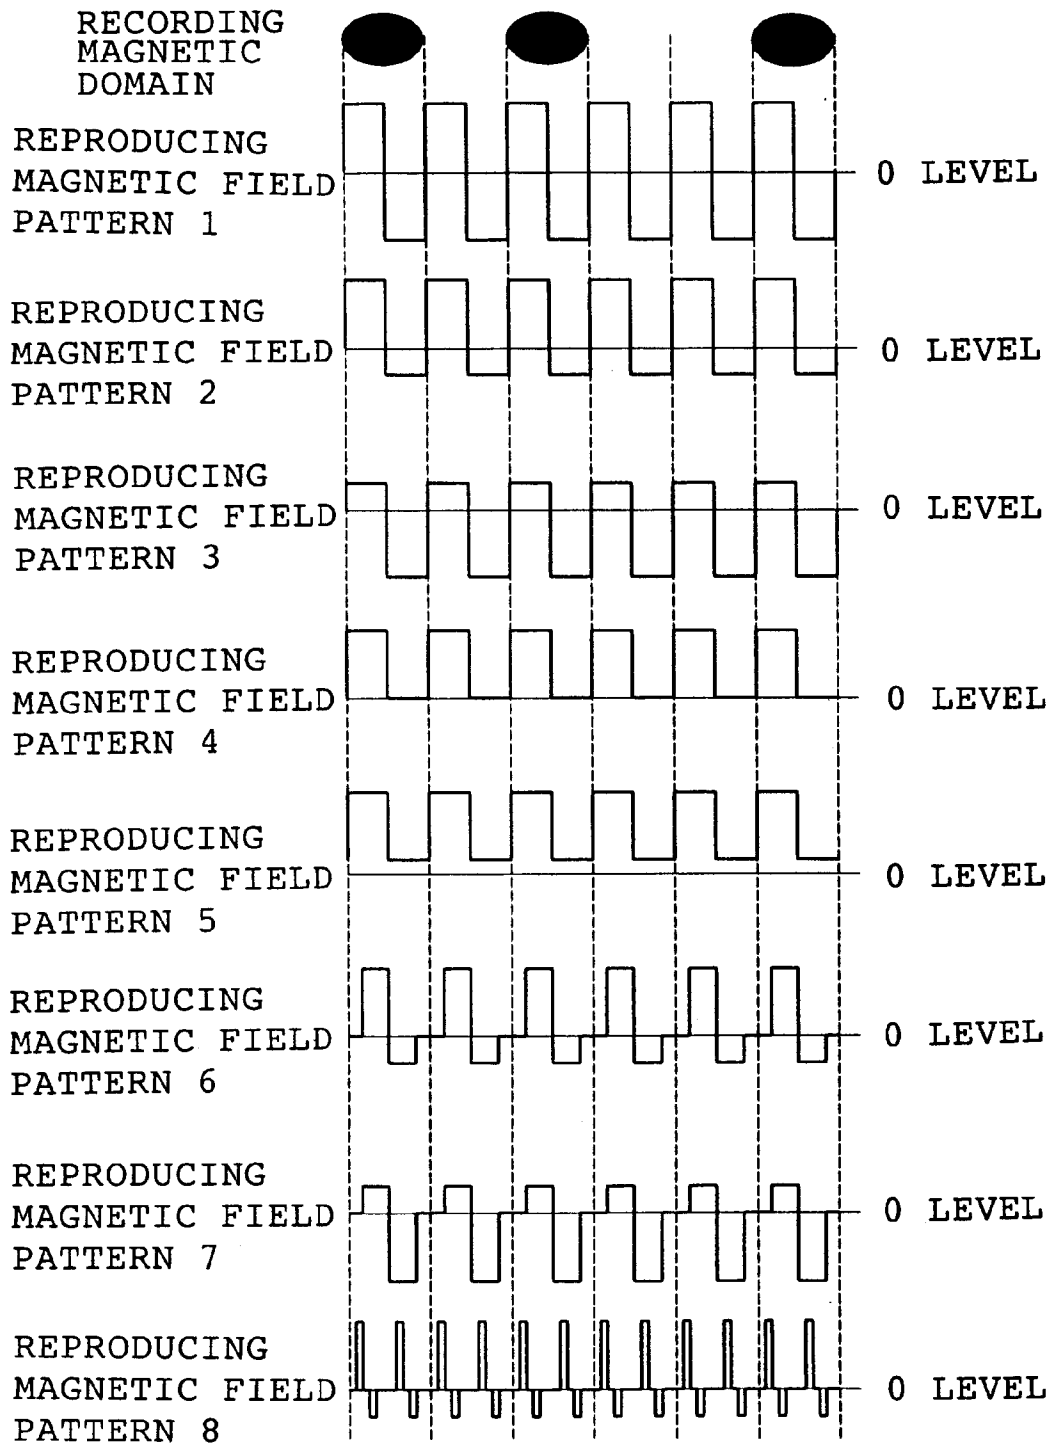 RECORDING
MAGNETIC
DOMAIN
REPRODUCING
MAGNETIC FIELD
PATTERN 1
0 LEVEL
REPRODUCING
MAGNETIC FIELD
PATTERN 2
0 LEVEL
REPRODUCING
MAGNETIC FIELD
PATTERN 3
0 LEVEL
REPRODUCING
MAGNETIC FIELD
PATTERN 4
0 LEVEL
REPRODUCING
MAGNETIC FIELD
PATTERN 5
0 LEVEL
REPRODUCING
MAGNETIC FIELD
PATTERN 6
0 LEVEL
REPRODUCING
MAGNETIC FIELD
PATTERN 7
0 LEVEL
REPRODUCING
MAGNETIC FIELD
PATTERN 8
0 LEVEL